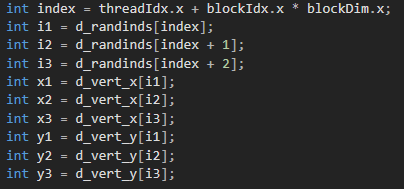 int index = threadIdx.x + blockIdx.x * blockDim.x;
int i1 = d_randinds[index];
int i2 = d_randinds[index + 1];
int i3 = d_randinds[index + 2];
int x1 = d_vert_x[i1];
int x2 = d_vert_x[i2];
int x3 = d_vert_x[i3];
int y1 = d_vert_y[i1];
int y2 = d_vert_y[i2];
int y3 = d_vert_y[i3];